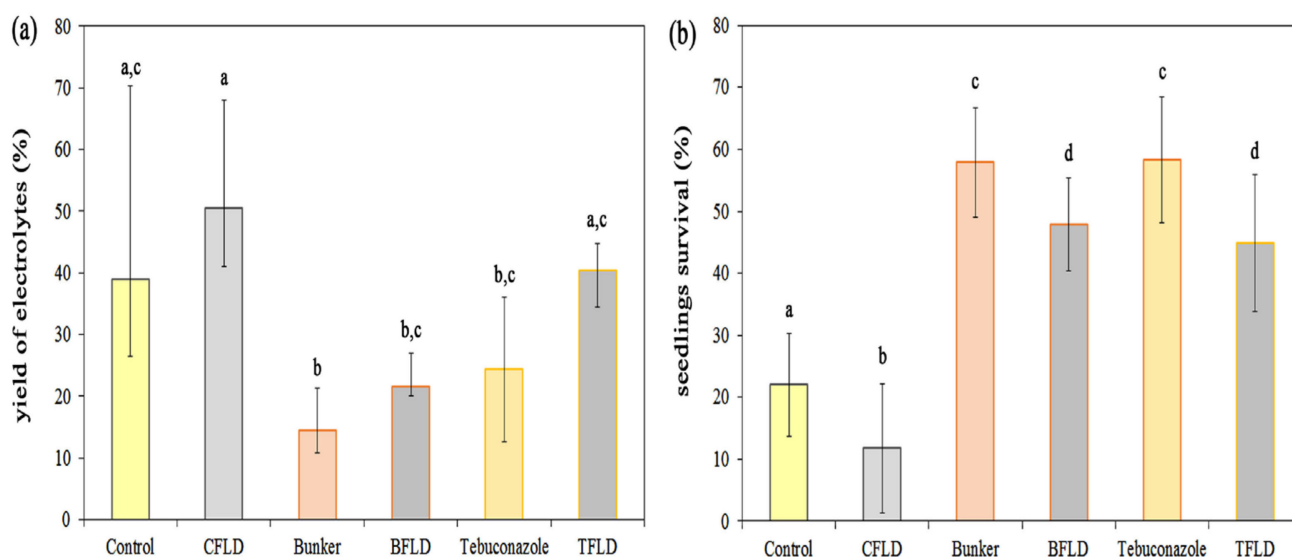 (a)
yield of electrolytes (%)
80
70
60
50
40
30
20
10
0
a,c
a
b
b,c
b,c
a,c
Control CFLD Bunker BFLD Tebuconazole TFLD
(b)
seedlings survival (%)
80
70
60
50
40
30
20
10
0
a
b
c
d
c
d
Control CFLD Bunker BFLD Tebuconazole TFLD